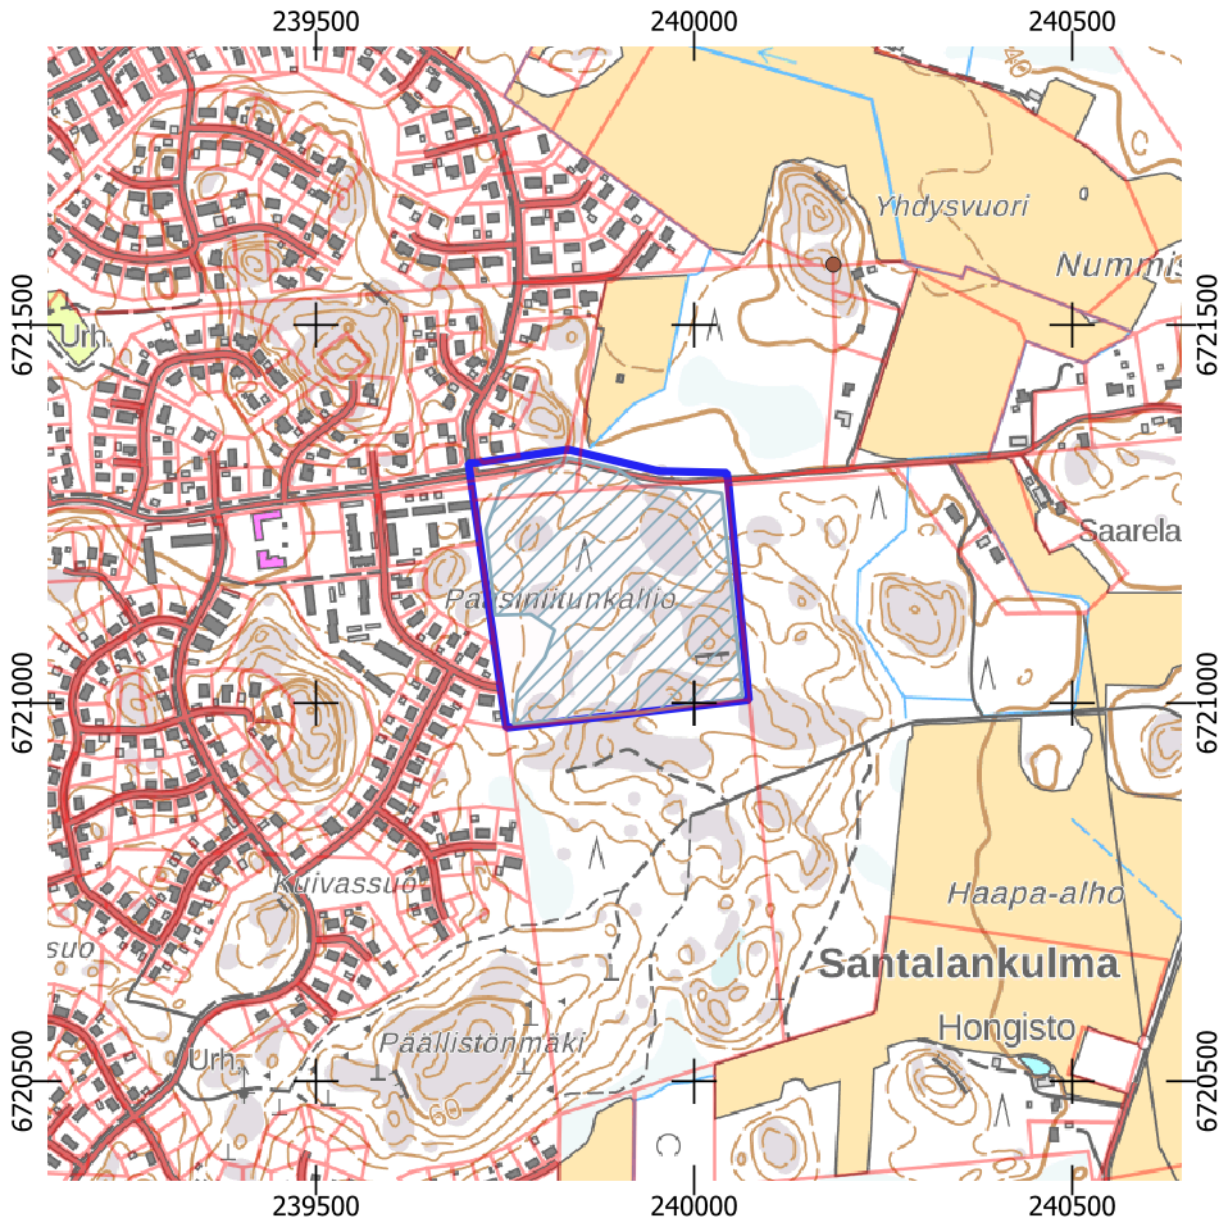 239500 240000 240500
40
Yhdysvuori
Nummis
6721500 6721500
Urh.
Saarela
Pausiniitunkallio
6721000 6721000
Kuivassuo
Haapa-alho
suo
Santalankulma
Hongisto
Päällistönmäki
Urh.
6720500 6720500
60
239500 240000 240500